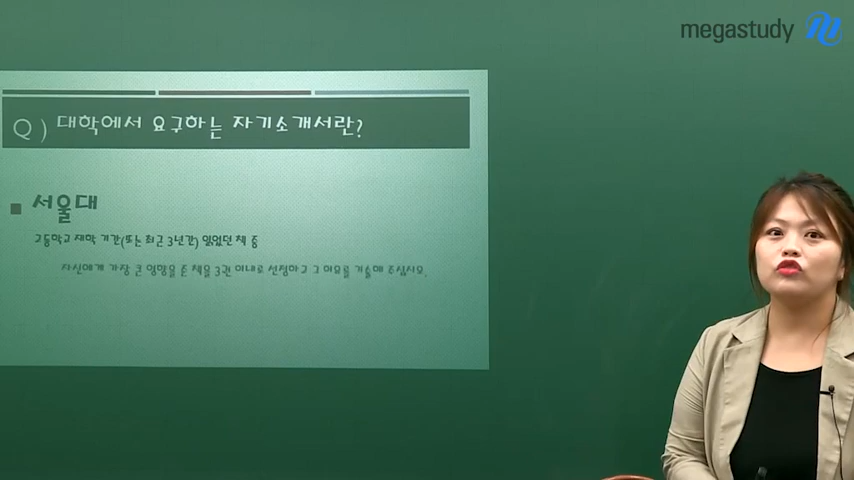 megastudy
Q) 대학에서 요구하는 자기소개서란?
■ 서울대
고등학교 재학 기간(또는 최근 3년간) 읽었던 책 중
자신에게 가장 큰 영향을 준 책을 3권 이내로 선정하고 그 이유를 기술해 주십시오.